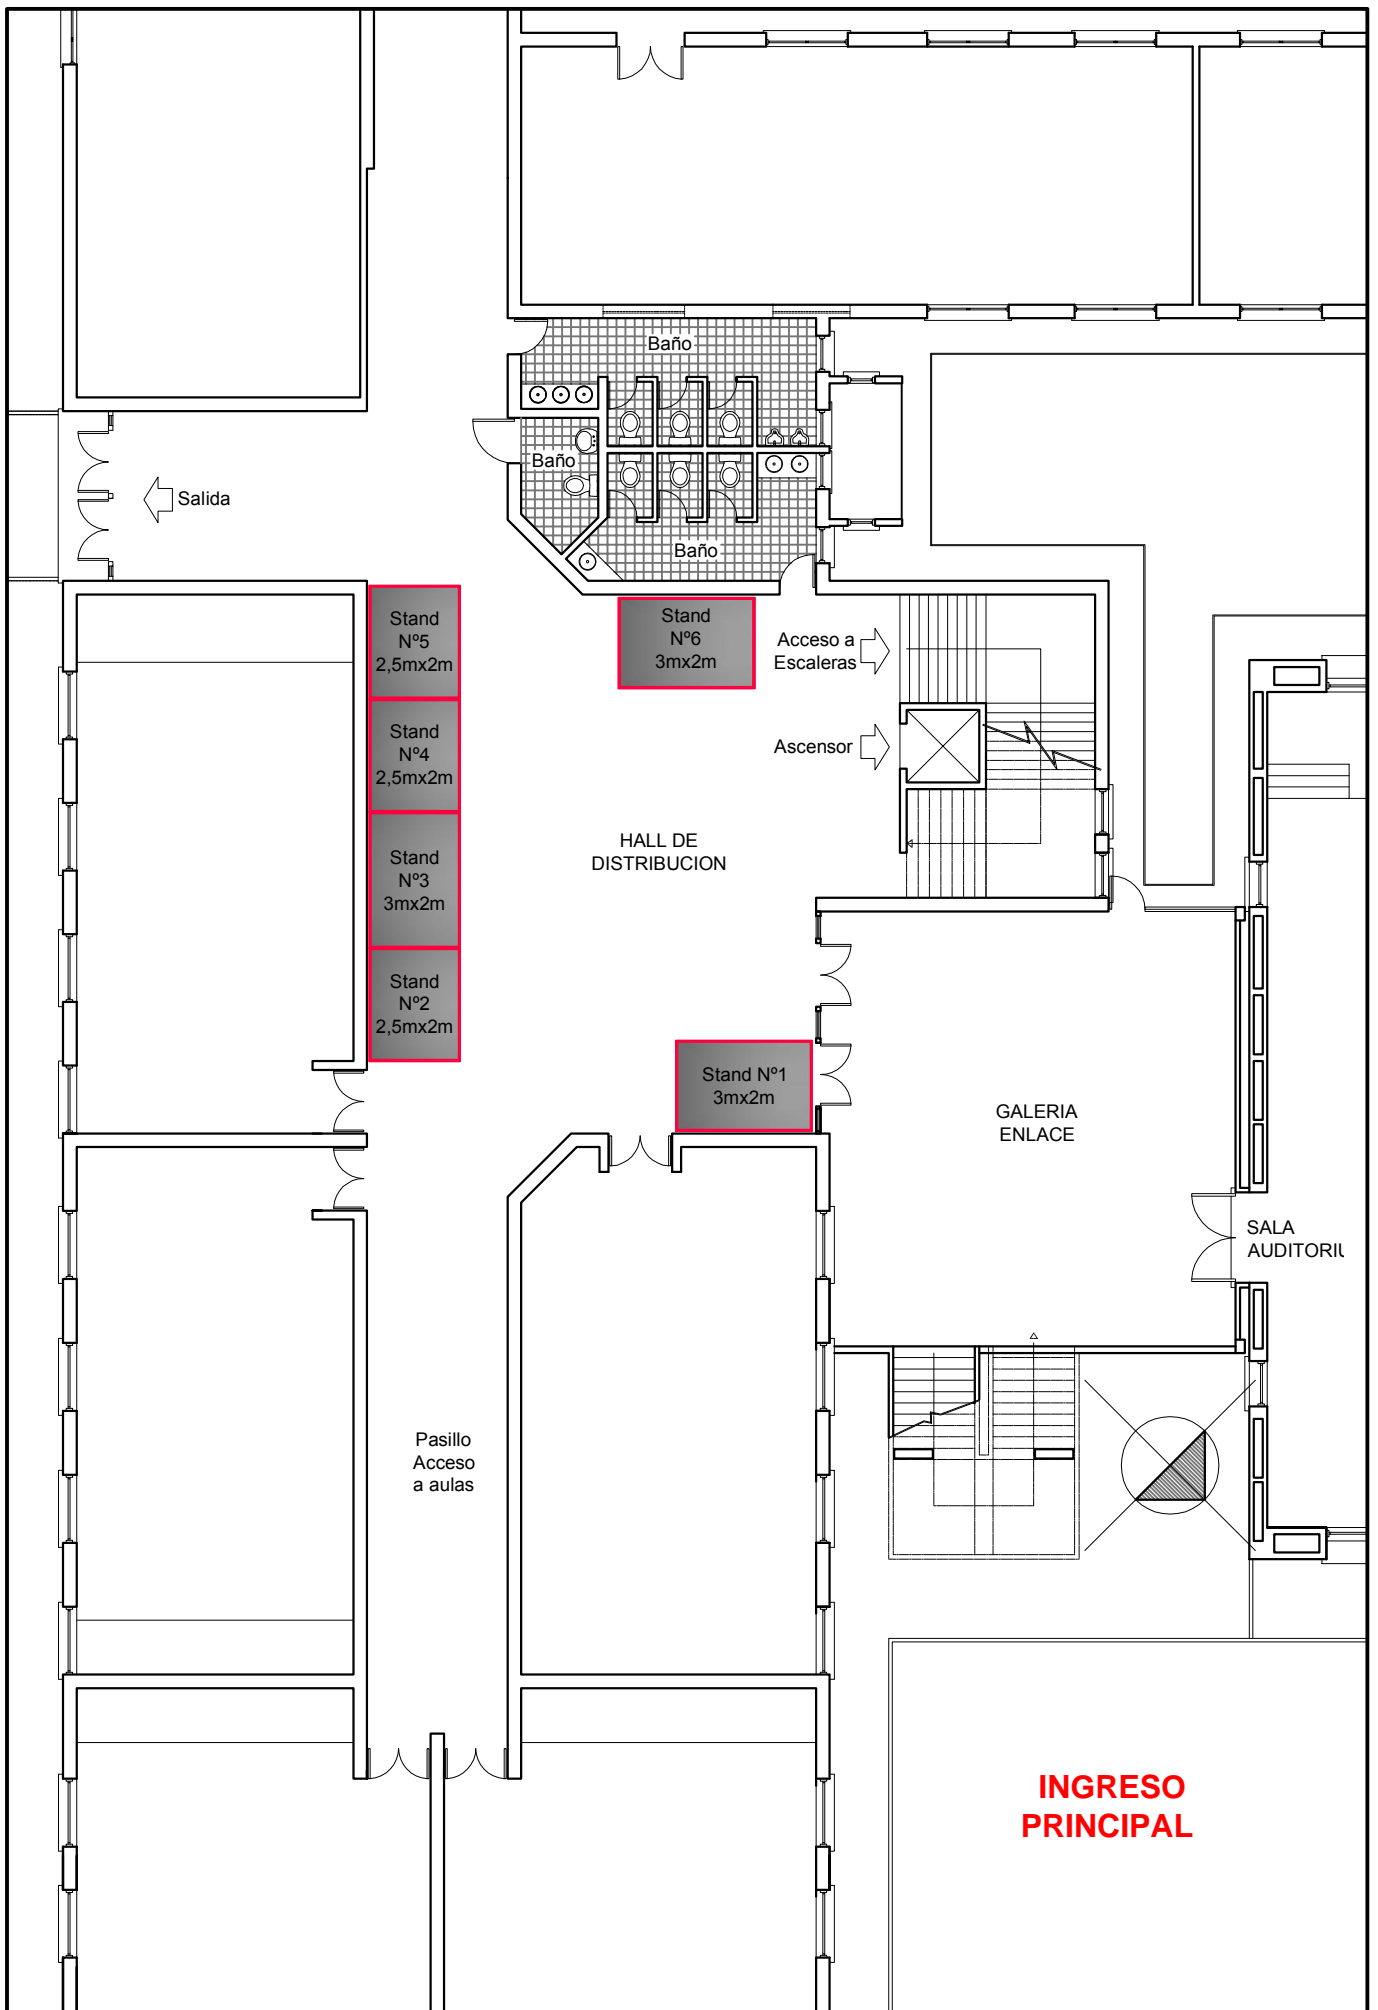 Baño
Baño
Baño
Salida
Stand
Nº5
2,5mx2m
Stand
Nº6
3mx2m
Acceso a
Escaleras
Stand
Nº4
2,5mx2m
Ascensor
HALL DE
DISTRIBUCION
Stand
Nº3
3mx2m
Stand
Nº2
2,5mx2m
Stand Nº1
3mx2m
GALERIA
ENLACE
SALA
AUDITORIU
Pasillo
Acceso
a aulas
INGRESO
PRINCIPAL